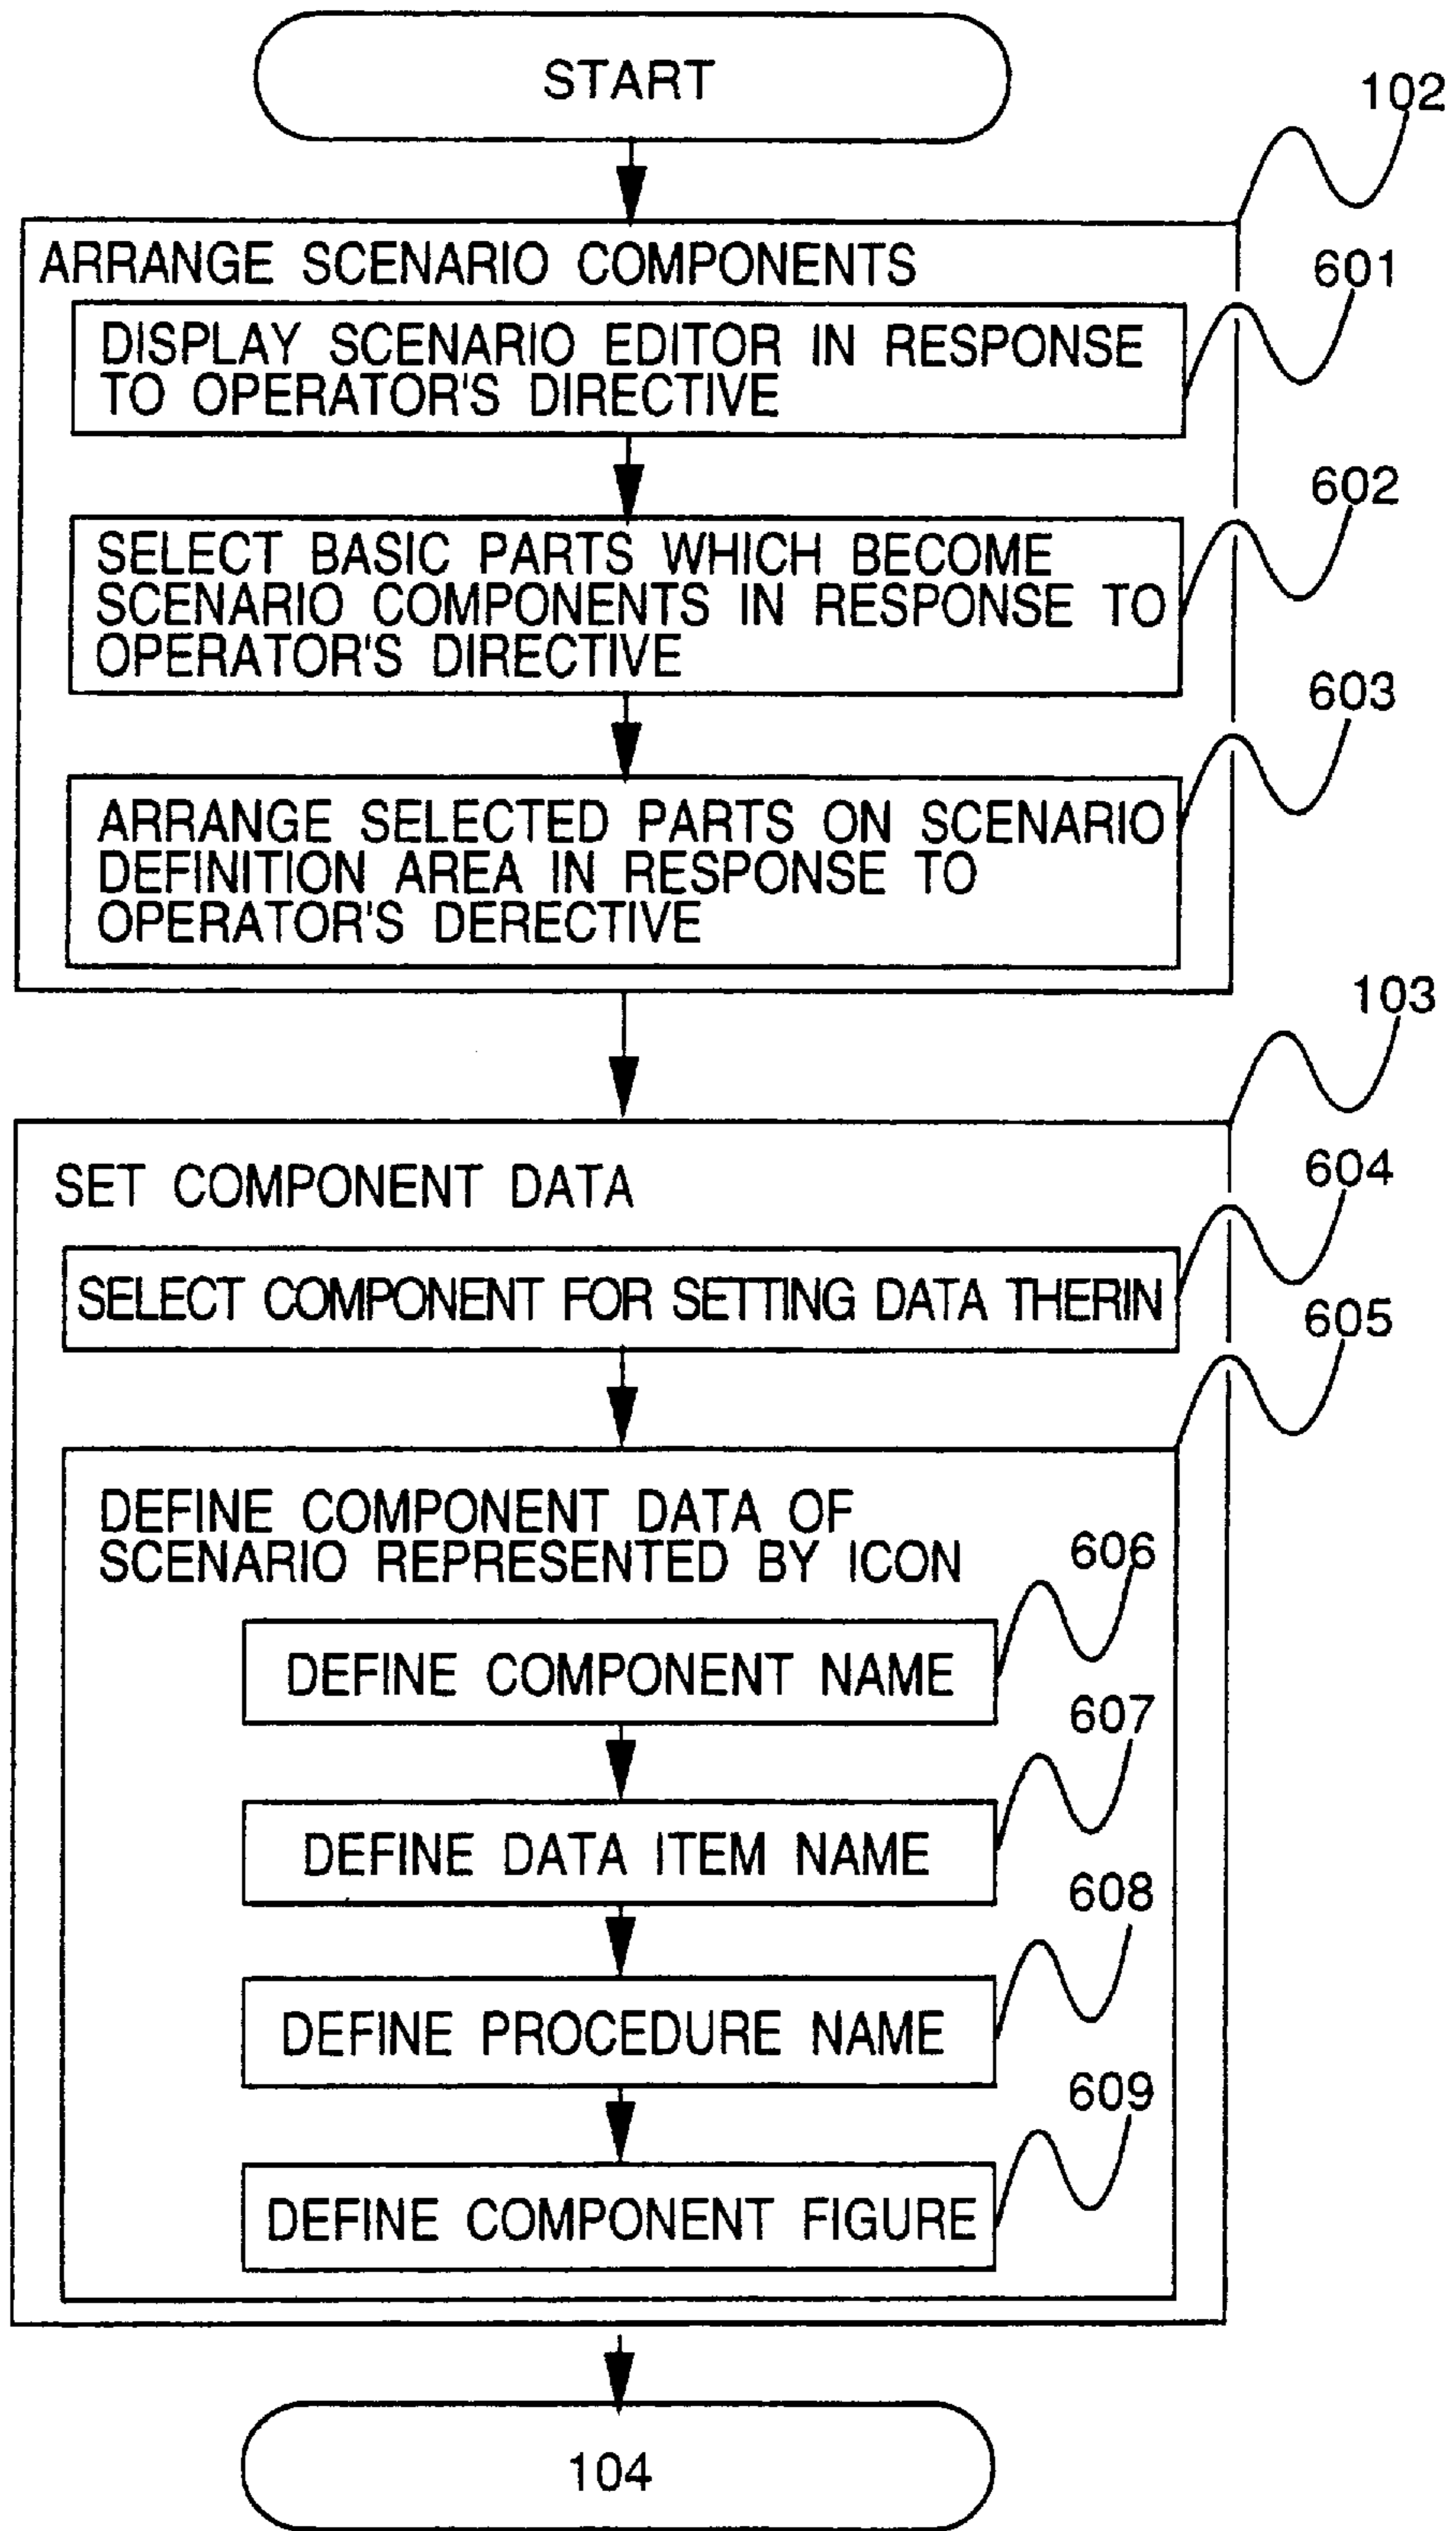 START
102
ARRANGE SCENARIO COMPONENTS
601
DISPLAY SCENARIO EDITOR IN RESPONSE
TO OPERATOR'S DIRECTIVE
602
SELECT BASIC PARTS WHICH BECOME
SCENARIO COMPONENTS IN RESPONSE TO
OPERATOR'S DIRECTIVE
603
ARRANGE SELECTED PARTS ON SCENARIO
DEFINITION AREA IN RESPONSE TO
OPERATOR'S DERECTIVE
103
SET COMPONENT DATA
604
SELECT COMPONENT FOR SETTING DATA THERIN
605
DEFINE COMPONENT DATA OF
SCENARIO REPRESENTED BY ICON
606
DEFINE COMPONENT NAME
607
DEFINE DATA ITEM NAME
608
DEFINE PROCEDURE NAME
609
DEFINE COMPONENT FIGURE
104